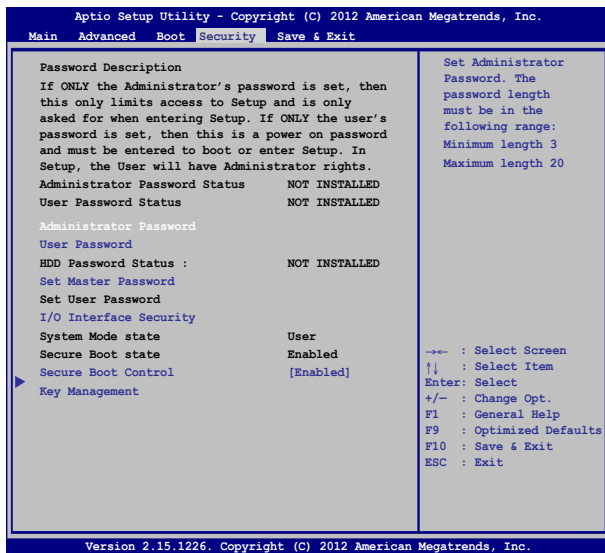 Aptio Setup Utility - Copyright (C) 2012 American Megatrends, Inc.
Main Advanced Boot Security Save & Exit
Password Description
If ONLY the Administrator's password is set, then
this only limits access to Setup and is only
asked for when entering Setup. If ONLY the user's
password is set, then this is a power on password
and must be entered to boot or enter Setup. In
Setup, the User will have Administrator rights.
Administrator Password Status NOT INSTALLED
User Password Status NOT INSTALLED
Administrator Password
User Password
HDD Password Status : NOT INSTALLED
Set Master Password
Set User Password
I/O Interface Security
System Mode state User
Secure Boot state Enabled
Secure Boot Control [Enabled]
Key Management
Set Administrator
Password. The
password length
must be in the
following range:
Minimum length 3
Maximum length 20
→← : Select Screen
↑↓ : Select Item
Enter: Select
+/— : Change Opt.
F1 : General Help
F9 : Optimized Defaults
F10 : Save & Exit
ESC : Exit
Version 2.15.1226. Copyright (C) 2012 American Megatrends, Inc.